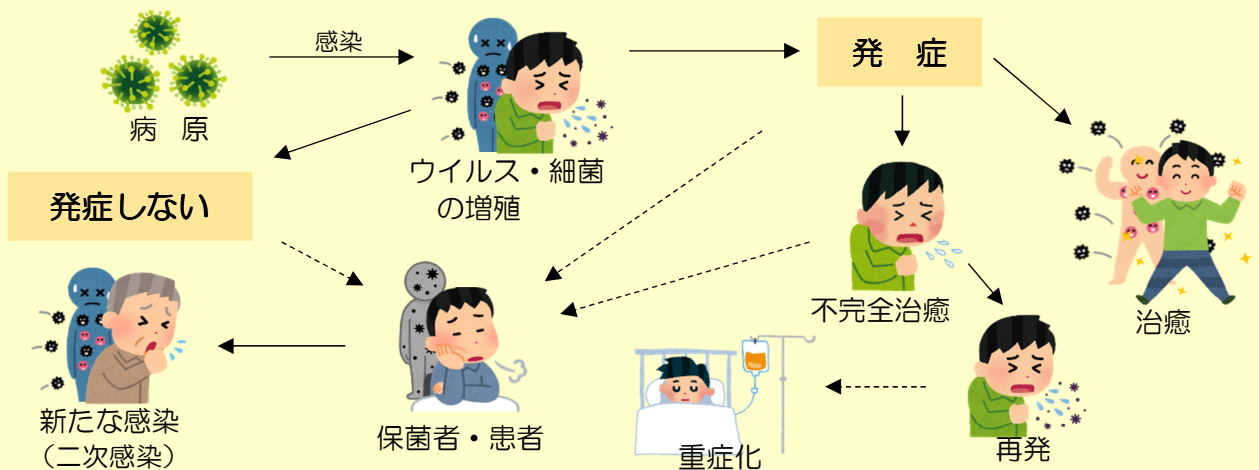 感染
病　原
ウイルス・細菌
の増殖
発　症
発症しない
不完全治癒
治癒
新たな感染
（二次感染）
保菌者・患者
重症化
再発